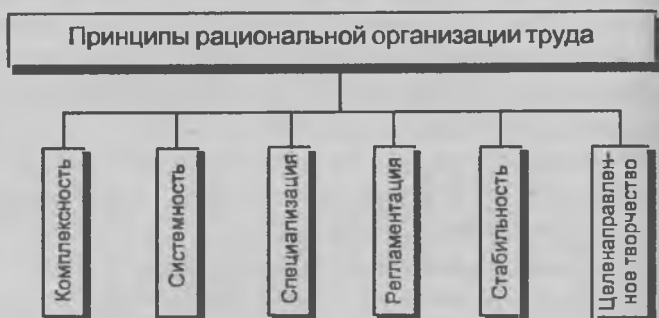 Принципы рациональной организации труда
Комплексность
Системность
Специализация
Регламентация
Стабильность
Целенаправлен-
ное творчество